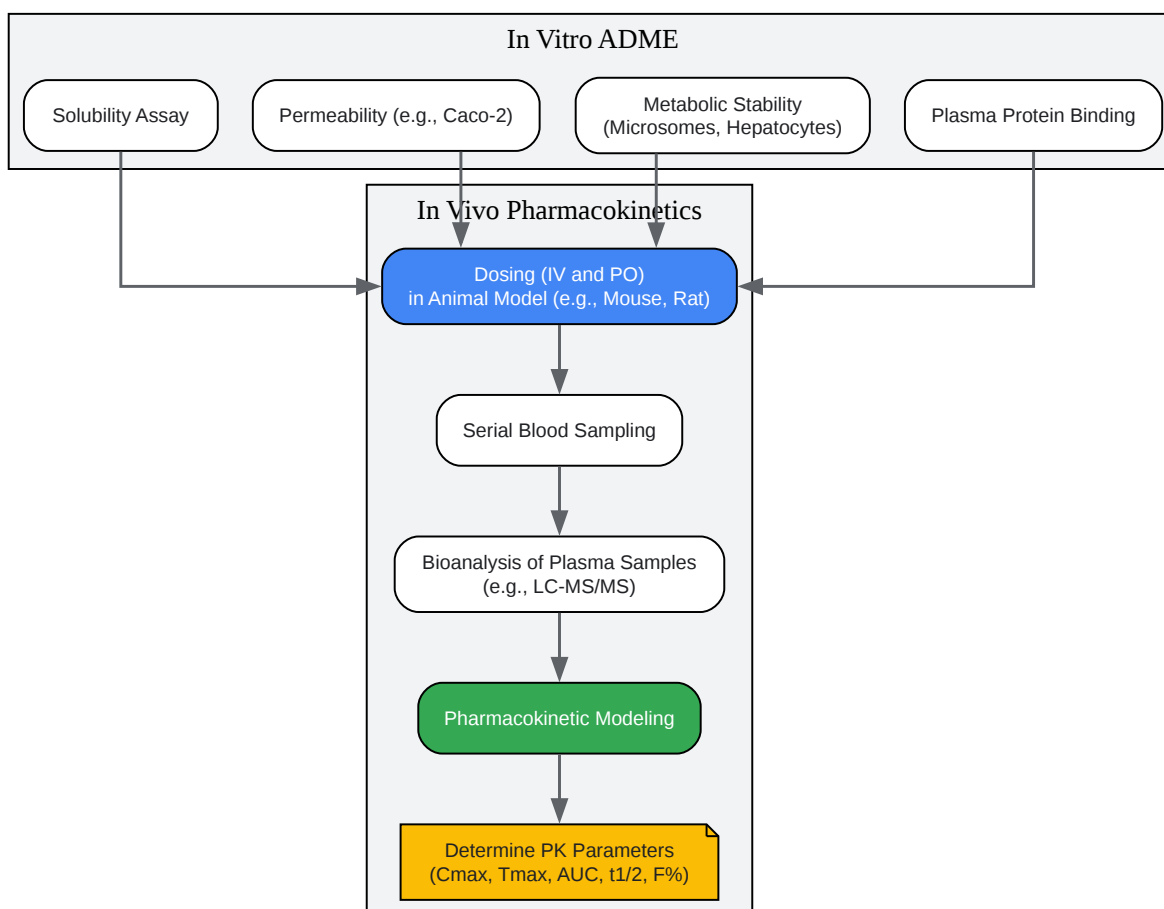 In Vitro ADME
Solubility Assay
Permeability (e.g., Caco-2)
Metabolic Stability
(Microsomes, Hepatocytes)
Plasma Protein Binding
In Vivo Pharmacokinetics
Dosing (IV and PO)
in Animal Model (e.g., Mouse, Rat)
Serial Blood Sampling
Bioanalysis of Plasma Samples
(e.g., LC-MS/MS)
Pharmacokinetic Modeling
Determine PK Parameters
(Cmax, Tmax, AUC, t1/2, F%)